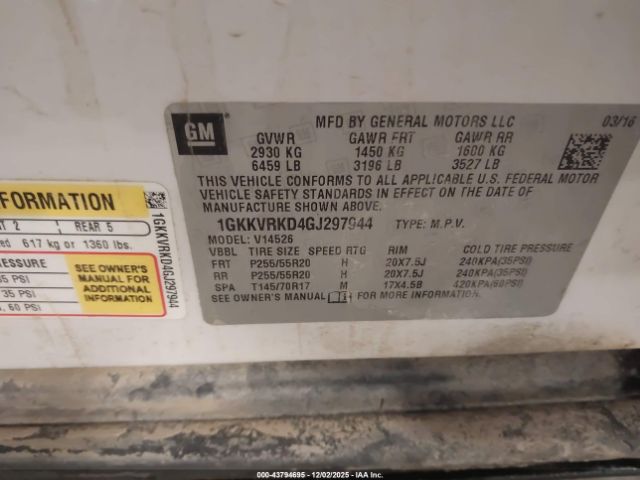 GM
MFD BY GENERAL MOTORS LLC 03/16
GVWR GAWR FRT GAWR RR
2930 KG 1450 KG 1600 KG
6459 LB 3196 LB 3527 LB
THIS VEHICLE CONFORMS TO ALL APPLICABLE U.S. FEDERAL MOTOR
VEHICLE SAFETY STANDARDS IN EFFECT ON THE DATE OF
MANUFACTURE SHOWN ABOVE.
1GKKVRKD4GJ297944 TYPE: M.P.V.
MODEL: V14526
VBBL TIRE SIZE SPEED RTG RIM COLD TIRE PRESSURE
FRT P255/55R20 H 20X7.5J 240KPA(35PSI)
RR P255/55R20 H 20X7.5J 240KPA(35PSI)
SPA T145/70R17 M 17X4.5B 420KPA(60PSI)
SEE OWNER'S MANUAL FOR MORE INFORMATION.
FORMATION
2 REAR 5
617 kg or 1360 lbs.
PRESSURE
35 PSI
60 PSI
SEE OWNER'S
MANUAL FOR
ADDITIONAL
INFORMATION
1GKKVRKD4GJ297944
000-43794695 12/02/2025 IAA Inc.